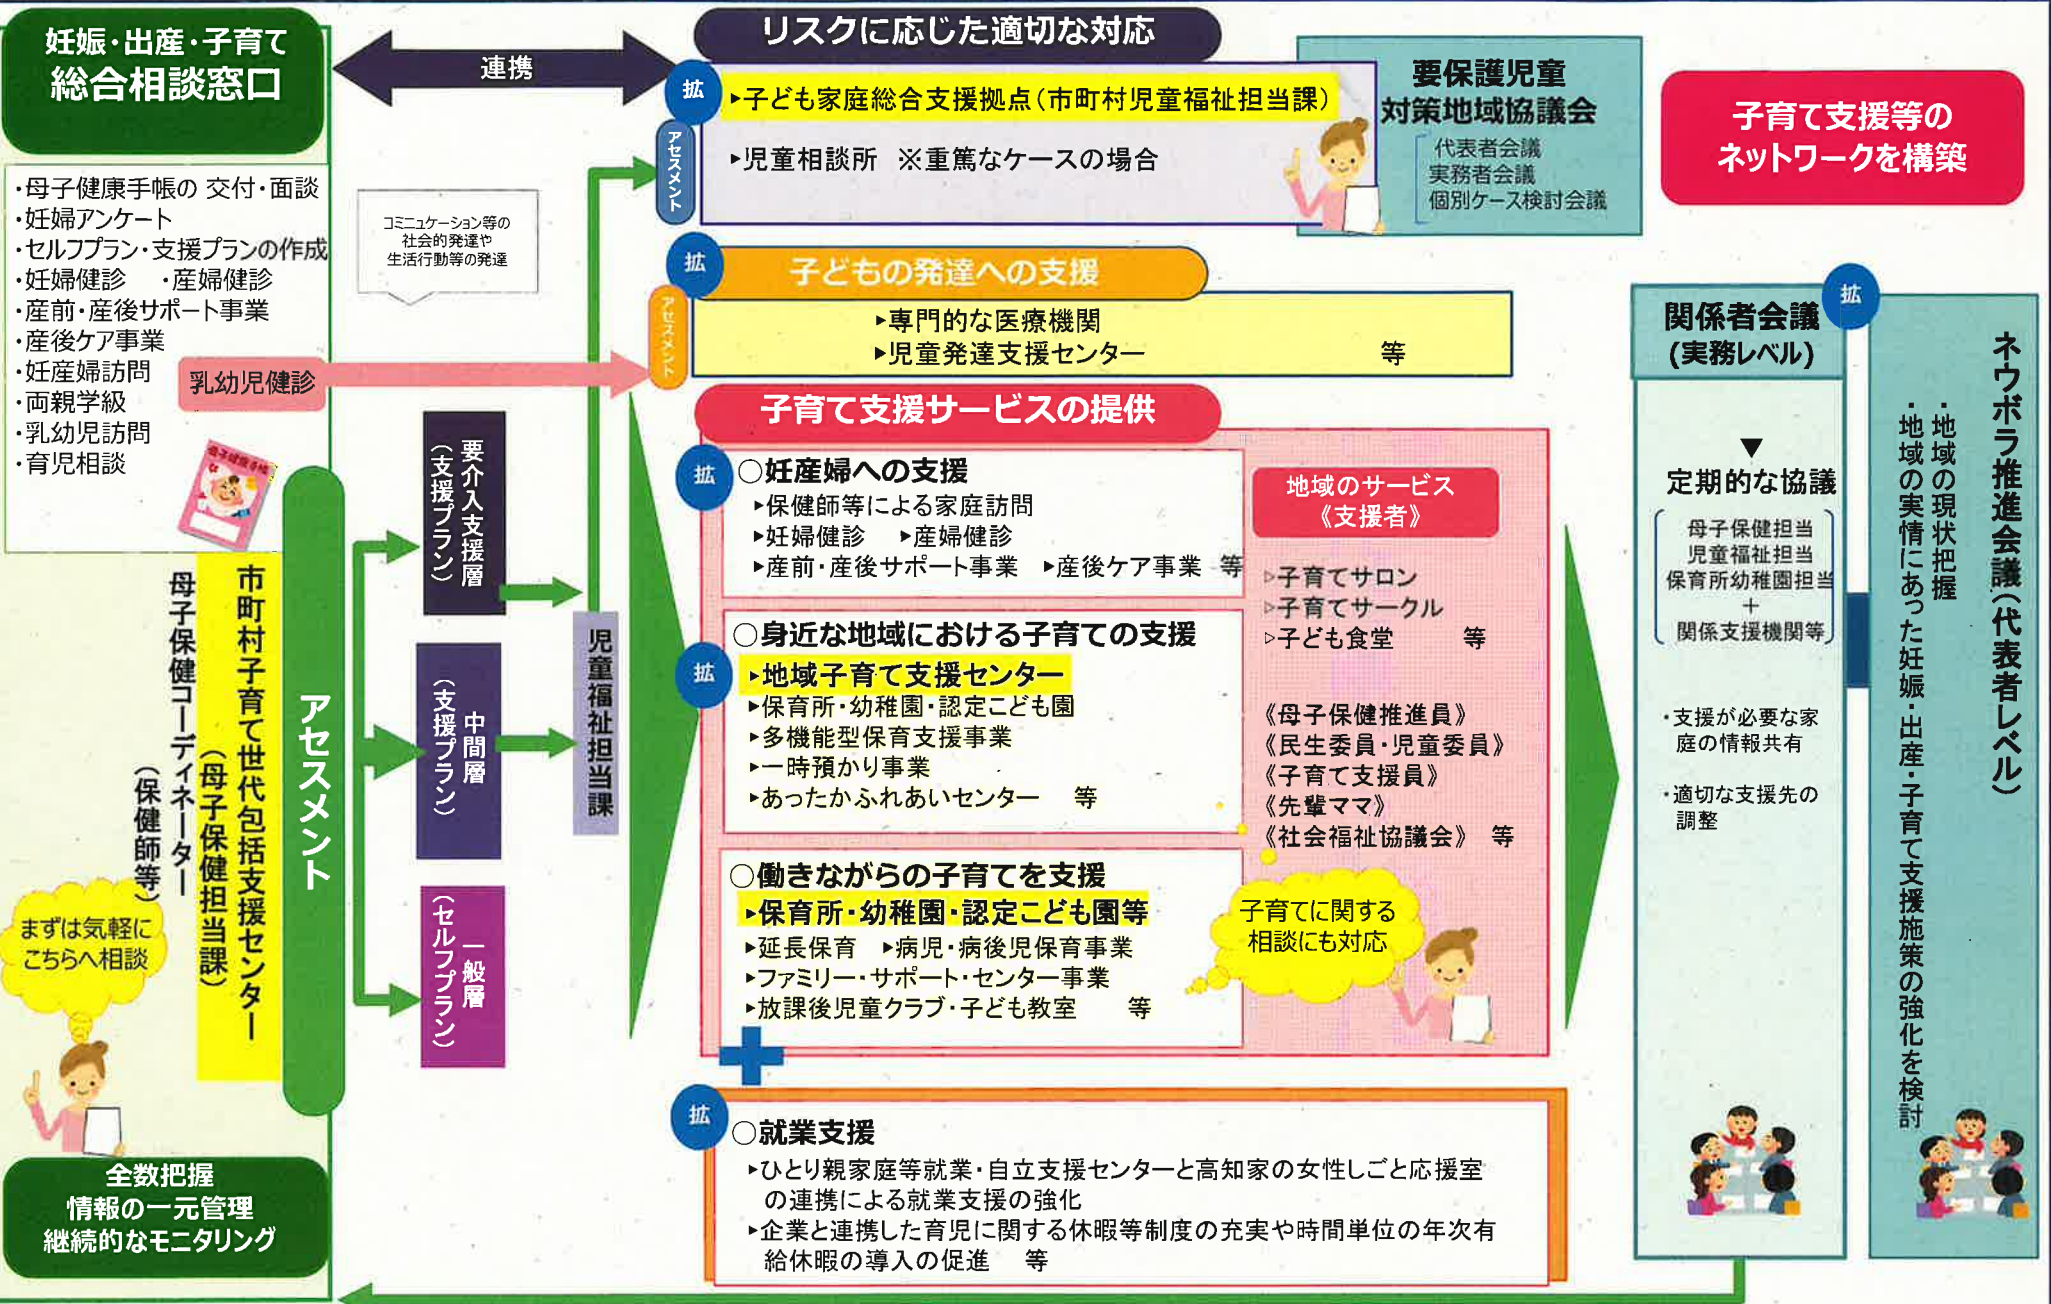 妊娠・出産・子育て
総合相談窓口
・母子健康手帳の 交付・面談
・妊婦アンケート
・セルフプラン・支援プランの作成
・妊婦健診　・産婦健診
・産前・産後サポート事業
・産後ケア事業
・妊産婦訪問
・両親学級
・乳幼児訪問
・育児相談
乳幼児健診
母子健康手帳
市町村子育て世代包括支援センター
（母子保健担当課）
母子保健コーディネーター
（保健師等）
まずは気軽に
こちらへ相談
全数把握
情報の一元管理
継続的なモニタリング
アセスメント
連携
コミニュケーション等の
社会的発達や
生活行動等の発達
要介入支援層
（支援プラン）
中間層
（支援プラン）
一般層
（セルフプラン）
児童福祉担当課
リスクに応じた適切な対応
拡
アセスメント
▸子ども家庭総合支援拠点（市町村児童福祉担当課）
▸児童相談所　※重篤なケースの場合
要保護児童
対策地域協議会
代表者会議
実務者会議
個別ケース検討会議
子育て支援等の
ネットワークを構築
拡
アセスメント
子どもの発達への支援
▸専門的な医療機関
▸児童発達支援センター　等
子育て支援サービスの提供
拡
○妊産婦への支援
▸保健師等による家庭訪問
▸妊婦健診　▸産婦健診
▸産前・産後サポート事業　▸産後ケア事業　等
拡
○身近な地域における子育ての支援
▸地域子育て支援センター
▸保育所・幼稚園・認定こども園
▸多機能型保育支援事業
▸一時預かり事業
▸あったかふれあいセンター　等
○働きながらの子育てを支援
▸保育所・幼稚園・認定こども園等
▸延長保育　▸病児・病後児保育事業
▸ファミリー・サポート・センター事業
▸放課後児童クラブ・子ども教室　等
地域のサービス
《支援者》
▹子育てサロン
▹子育てサークル
▹子ども食堂　等
《母子保健推進員》
《民生委員・児童委員》
《子育て支援員》
《先輩ママ》
《社会福祉協議会》　等
子育てに関する
相談にも対応
拡
○就業支援
▸ひとり親家庭等就業・自立支援センターと高知家の女性しごと応援室
の連携による就業支援の強化
▸企業と連携した育児に関する休暇等制度の充実や時間単位の年次有
給休暇の導入の促進　等
関係者会議
(実務レベル)
▼
定期的な協議
母子保健担当
児童福祉担当
保育所幼稚園担当
＋
関係支援機関等
・支援が必要な家
庭の情報共有
・適切な支援先の
調整
拡
ネウボラ推進会議（代表者レベル）
・地域の現状把握
・地域の実情にあった妊娠・出産・子育て支援施策の強化を検討